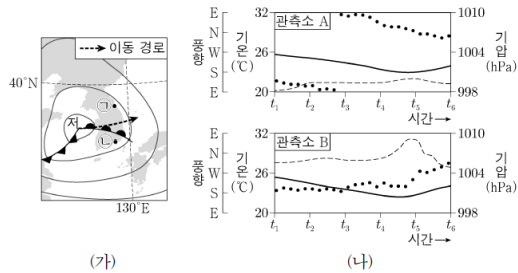 이동 경로
40°N
저
㉠
㉡
130°E
(가)
관측소 A
풍향
E
N
W
S
E
기온
(℃)
32
26
20
기압
(hPa)
1010
1004
998
t₁ t₂ t₃ t₄ t₅ t₆
시간
관측소 B
풍향
E
N
W
S
E
기온
(℃)
32
26
20
기압
(hPa)
1010
1004
998
t₁ t₂ t₃ t₄ t₅ t₆
시간
(나)